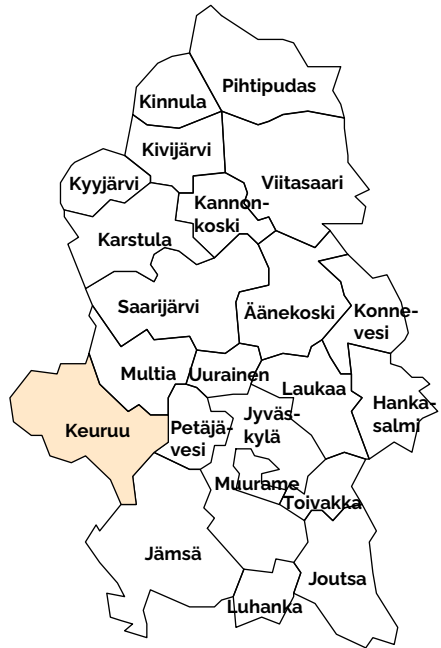 Pihtipudas
Kinnula
Kivijärvi
Kyyjärvi
Viitasaari
Kannon-
koski
Karstula
Saarijärvi
Äänekoski
Konne-
vesi
Multia
Uurainen
Laukaa
Hanka-
salmi
Keuruu
Petäjä-
vesi
Jyväs-
kylä
Muurame
Toivakka
Jämsä
Joutsa
Luhanka